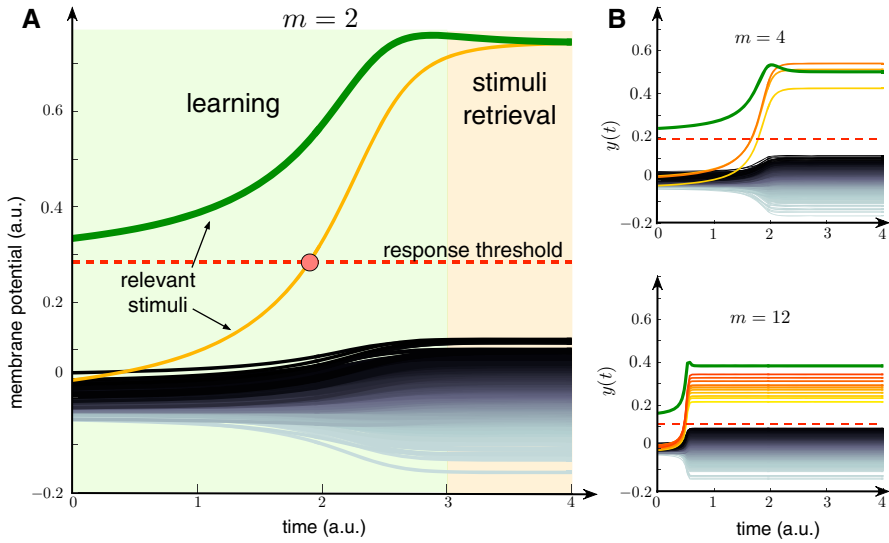 A
m = 2
learning
stimuli
retrieval
response threshold
relevant
stimuli
membrane potential (a.u.)
0.6
0.4
0.2
0
−0.2
0
1
2
3
4
time (a.u.)
B
m = 4
y(t)
0.6
0.4
0.2
0
−0.2
0
1
2
3
4
m = 12
y(t)
0.6
0.4
0.2
0
−0.2
0
1
2
3
4
time (a.u.)